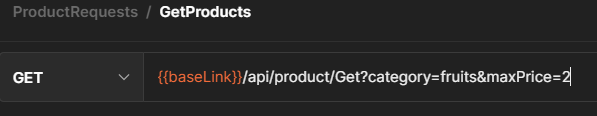 ProductRequests / GetProducts
GET {{baseLink}}/api/product/Get?category=fruits&maxPrice=2